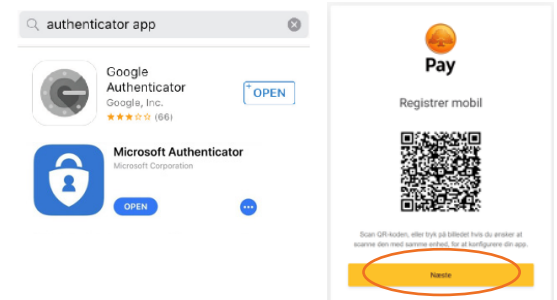 authenticator app
Google
Authenticator
Google, Inc.
(66)
+OPEN
Microsoft Authenticator
Microsoft Corporation
OPEN
Pay
Registrer mobil
Scan QR-koden, eller tryk på billedet hvis du ønsker at
scanne den med samme enhed, for at konfigurere din app.
Næste